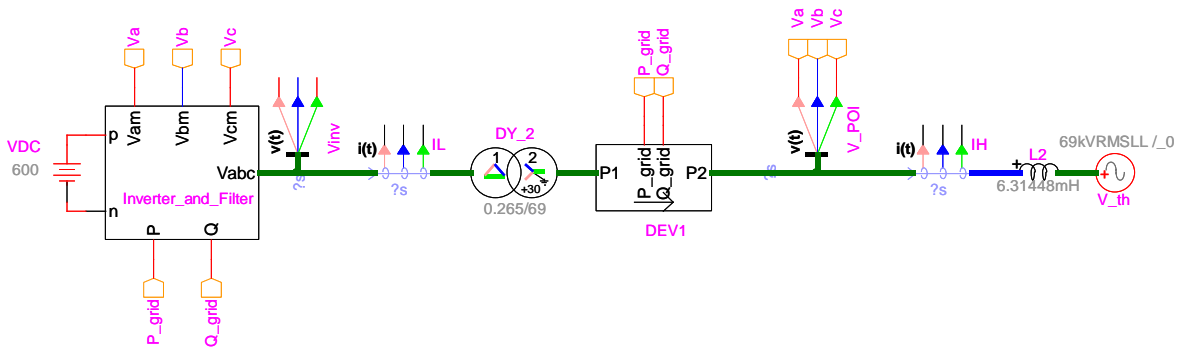 Va
Vb
Vc
Va
Vb
Vc
P_grid
Q_grid
VDC
600
p
n
Vam
Vbm
Vcm
Vabc
Inverter_and_Filter
P
Q
P_grid
Q_grid
v(t)
Vinv
?s
i(t)
IL
?s
DY_2
1
2
+30
0.265/69
P1
P_grid
Q_grid
P2
DEV1
?s
v(t)
V_POI
i(t)
IH
?s
+
L2
6.31448mH
69kVRMSLL /_0
+
V_th